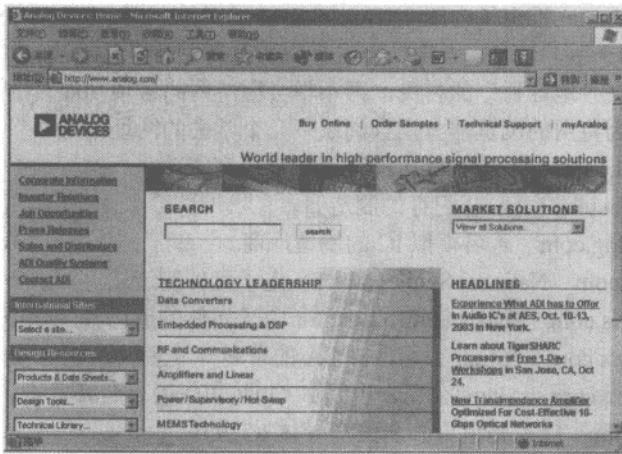 Analog Devices: Home - Microsoft Internet Explorer
http://www.analog.com/
ANALOG
DEVICES
Buy Online | Order Samples | Technical Support | myAnalog
World leader in high performance signal processing solutions
Corporate Information
Investor Relations
Job Opportunities
Press Releases
Sales and Distributors
ADI Quality Systems
Contact ADI
International Sites:
Select a site...
Design Resources:
Products & Data Sheets...
Design Tools...
Technical Library...
SEARCH
search
TECHNOLOGY LEADERSHIP
Data Converters
Embedded Processing & DSP
RF and Communications
Amplifiers and Linear
Power/Supervisory/Hot-Swap
MEMS Technology
MARKET SOLUTIONS
View all Solutions...
HEADLINES
Experience What ADI has to Offer
in Audio IC's at AES, Oct. 10-13,
2003 in New York.
Learn about TigerSHARC
Processors at Free 1-Day
Workshops in San Jose, CA, Oct
24.
New Transimpedance Amplifier
Optimized For Cost-Effective 10-
Gbps Optical Networks
Internet